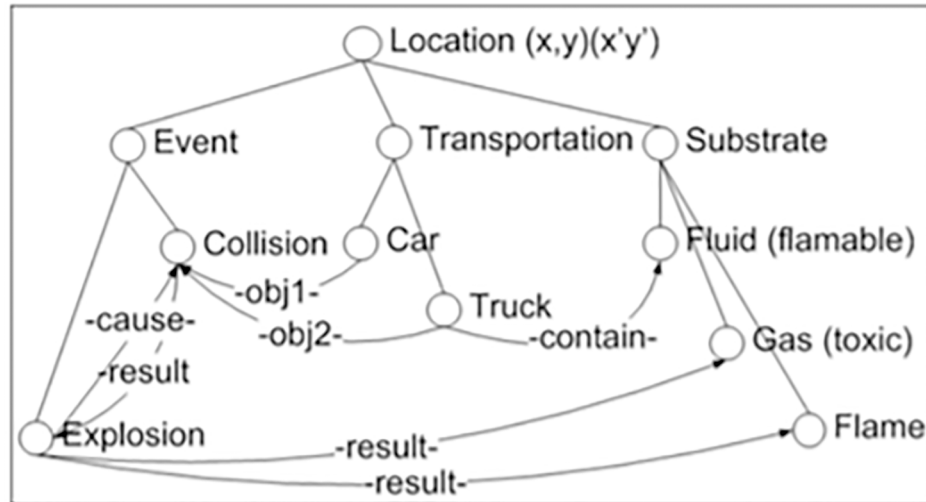 Location (x,y)(x'y')
Event
Transportation
Substrate
Collision
Car
Fluid (flamable)
-obj1-
Truck
-cause-
-obj2-
-contain-
Gas (toxic)
-result
Explosion
Flame
-result-
-result-